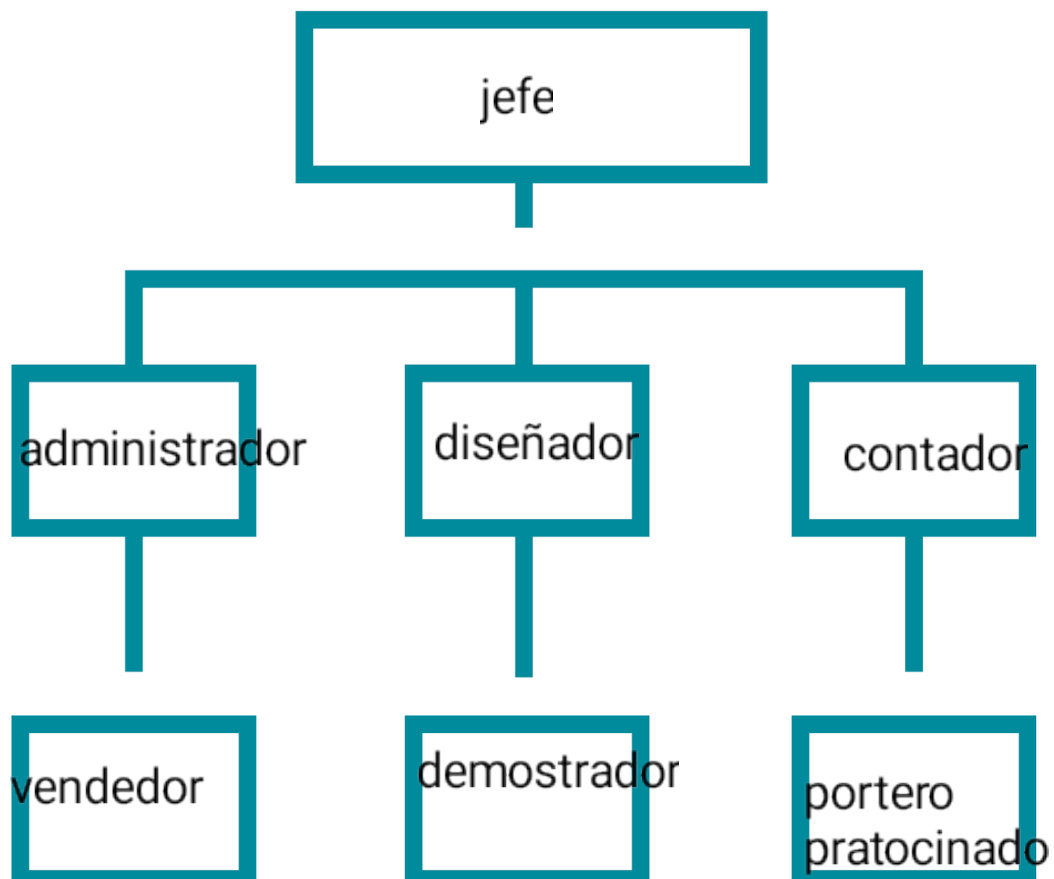 jefe
administrador
diseñador
contador
vendedor
demostrador
portero
pratocinado